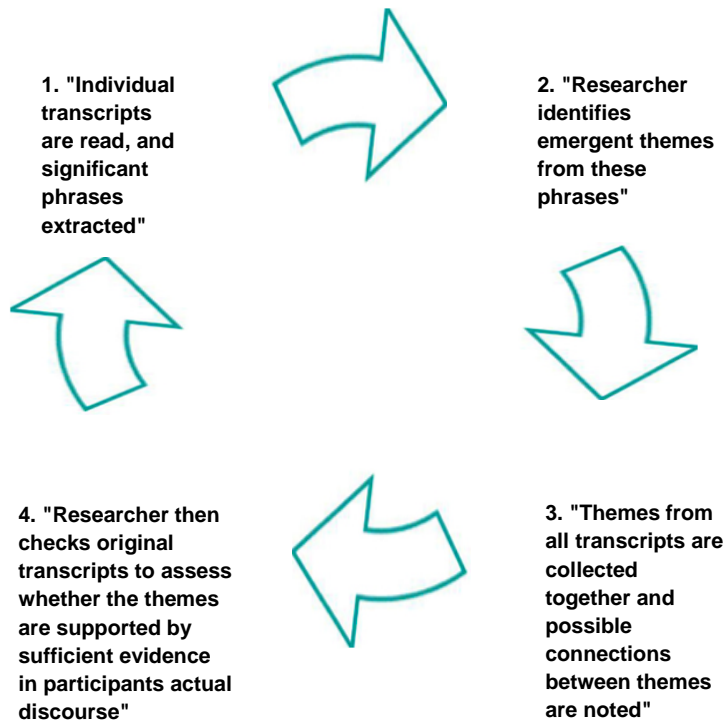 1. "Individual
transcripts
are read, and
significant
phrases
extracted"
2. "Researcher
identifies
emergent themes
from these
phrases"
3. "Themes from
all transcripts are
collected
together and
possible
connections
between themes
are noted"
4. "Researcher then
checks original
transcripts to assess
whether the themes
are supported by
sufficient evidence
in participants actual
discourse"